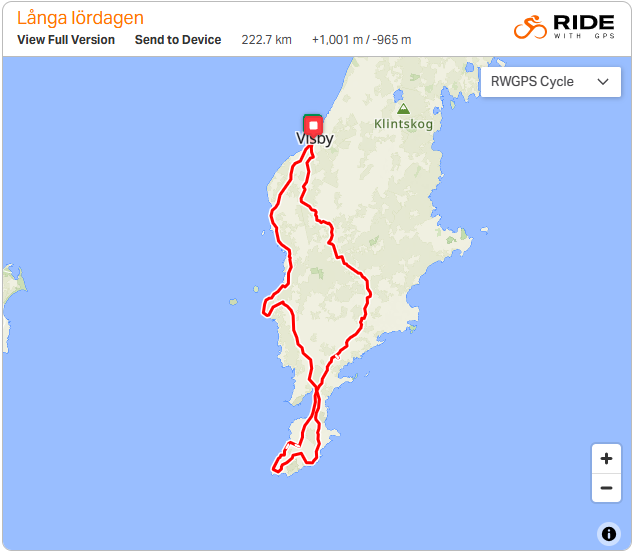 Långa lördagen
View Full Version Send to Device 222.7 km +1,001 m / -965 m
RIDE
WITH GPS
RWGPS Cycle
Klintskog
Visby
+
−
i